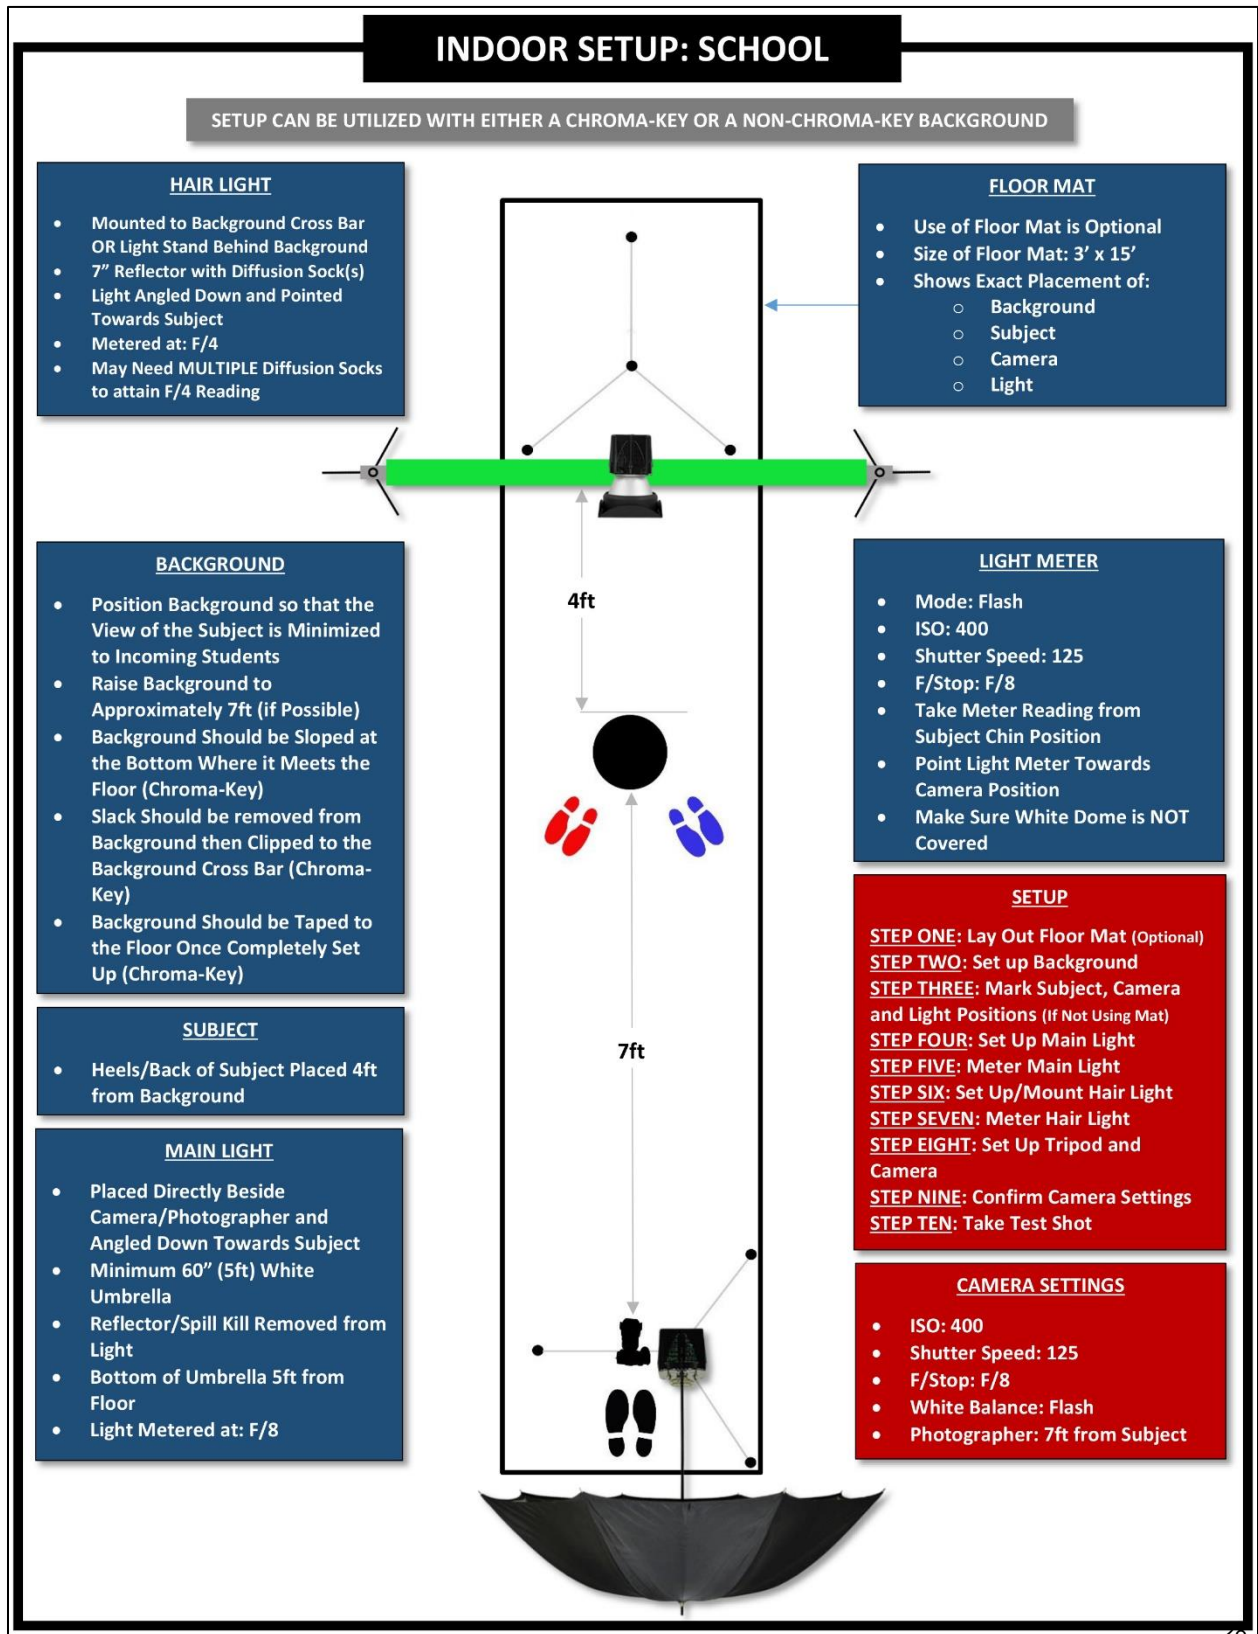 INDOOR SETUP: SCHOOL
SETUP CAN BE UTILIZED WITH EITHER A CHROMA-KEY OR A NON-CHROMA-KEY BACKGROUND
HAIR LIGHT
• Mounted to Background Cross Bar
OR Light Stand Behind Background
• 7” Reflector with Diffusion Sock(s)
• Light Angled Down and Pointed
Towards Subject
• Metered at: F/4
• May Need MULTIPLE Diffusion Socks
to attain F/4 Reading
FLOOR MAT
• Use of Floor Mat is Optional
• Size of Floor Mat: 3’ x 15’
• Shows Exact Placement of:
o Background
o Subject
o Camera
o Light
4ft
7ft
BACKGROUND
• Position Background so that the
View of the Subject is Minimized
to Incoming Students
• Raise Background to
Approximately 7ft (if Possible)
• Background Should be Sloped at
the Bottom Where it Meets the
Floor (Chroma-Key)
• Slack Should be removed from
Background then Clipped to the
Background Cross Bar (Chroma-
Key)
• Background Should be Taped to
the Floor Once Completely Set
Up (Chroma-Key)
SUBJECT
• Heels/Back of Subject Placed 4ft
from Background
MAIN LIGHT
• Placed Directly Beside
Camera/Photographer and
Angled Down Towards Subject
• Minimum 60” (5ft) White
Umbrella
• Reflector/Spill Kill Removed from
Light
• Bottom of Umbrella 5ft from
Floor
• Light Metered at: F/8
LIGHT METER
• Mode: Flash
• ISO: 400
• Shutter Speed: 125
• F/Stop: F/8
• Take Meter Reading from
Subject Chin Position
• Point Light Meter Towards
Camera Position
• Make Sure White Dome is NOT
Covered
SETUP
STEP ONE: Lay Out Floor Mat (Optional)
STEP TWO: Set up Background
STEP THREE: Mark Subject, Camera
and Light Positions (If Not Using Mat)
STEP FOUR: Set Up Main Light
STEP FIVE: Meter Main Light
STEP SIX: Set Up/Mount Hair Light
STEP SEVEN: Meter Hair Light
STEP EIGHT: Set Up Tripod and
Camera
STEP NINE: Confirm Camera Settings
STEP TEN: Take Test Shot
CAMERA SETTINGS
• ISO: 400
• Shutter Speed: 125
• F/Stop: F/8
• White Balance: Flash
• Photographer: 7ft from Subject